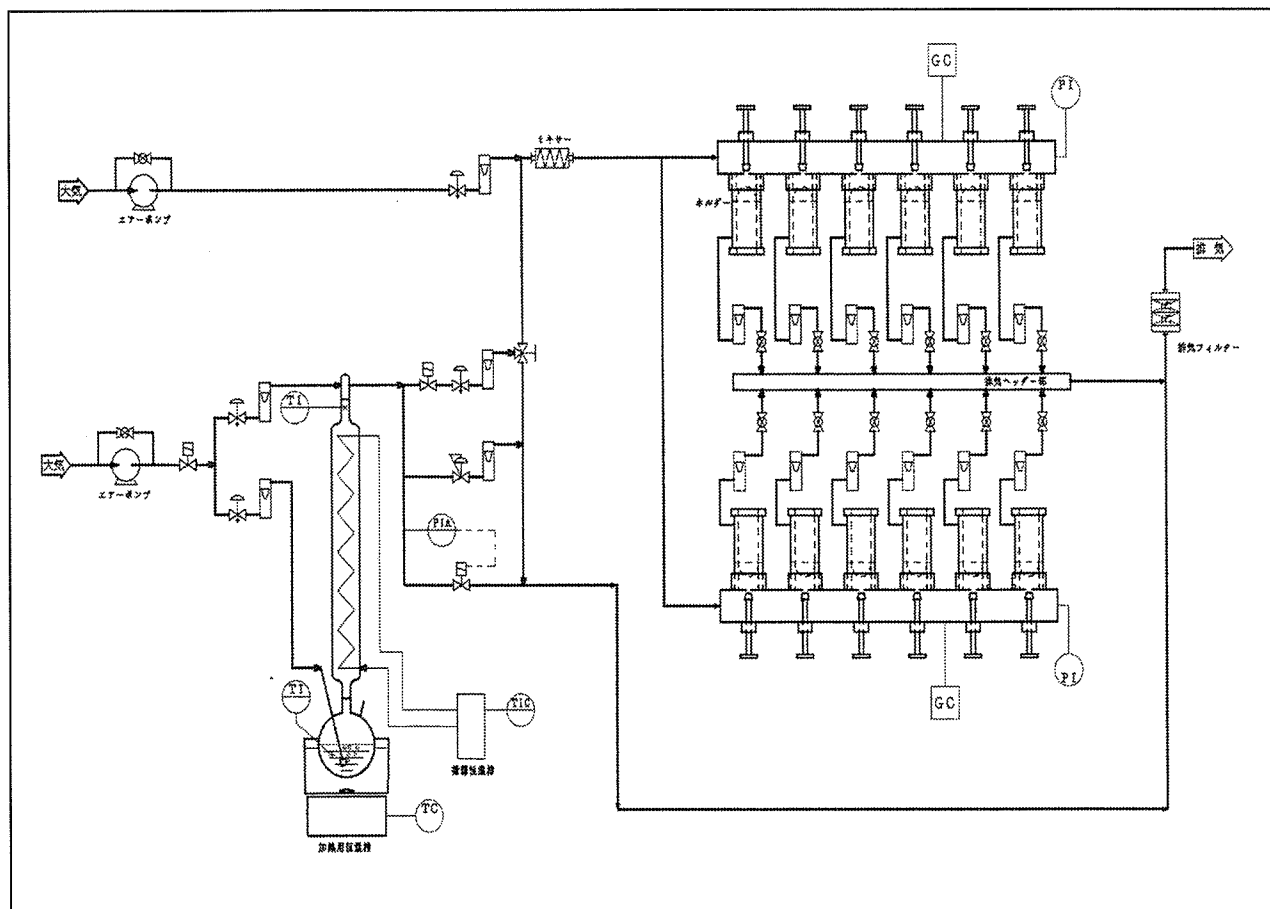 GC
PI
ミキサー
大気
エアーポンプ
ホルダー
排気
排気フィルター
排気ヘッダー部
TI
大気
エアーポンプ
PIA
TI
TIC
GC
PI
TC
加熱用恒温槽